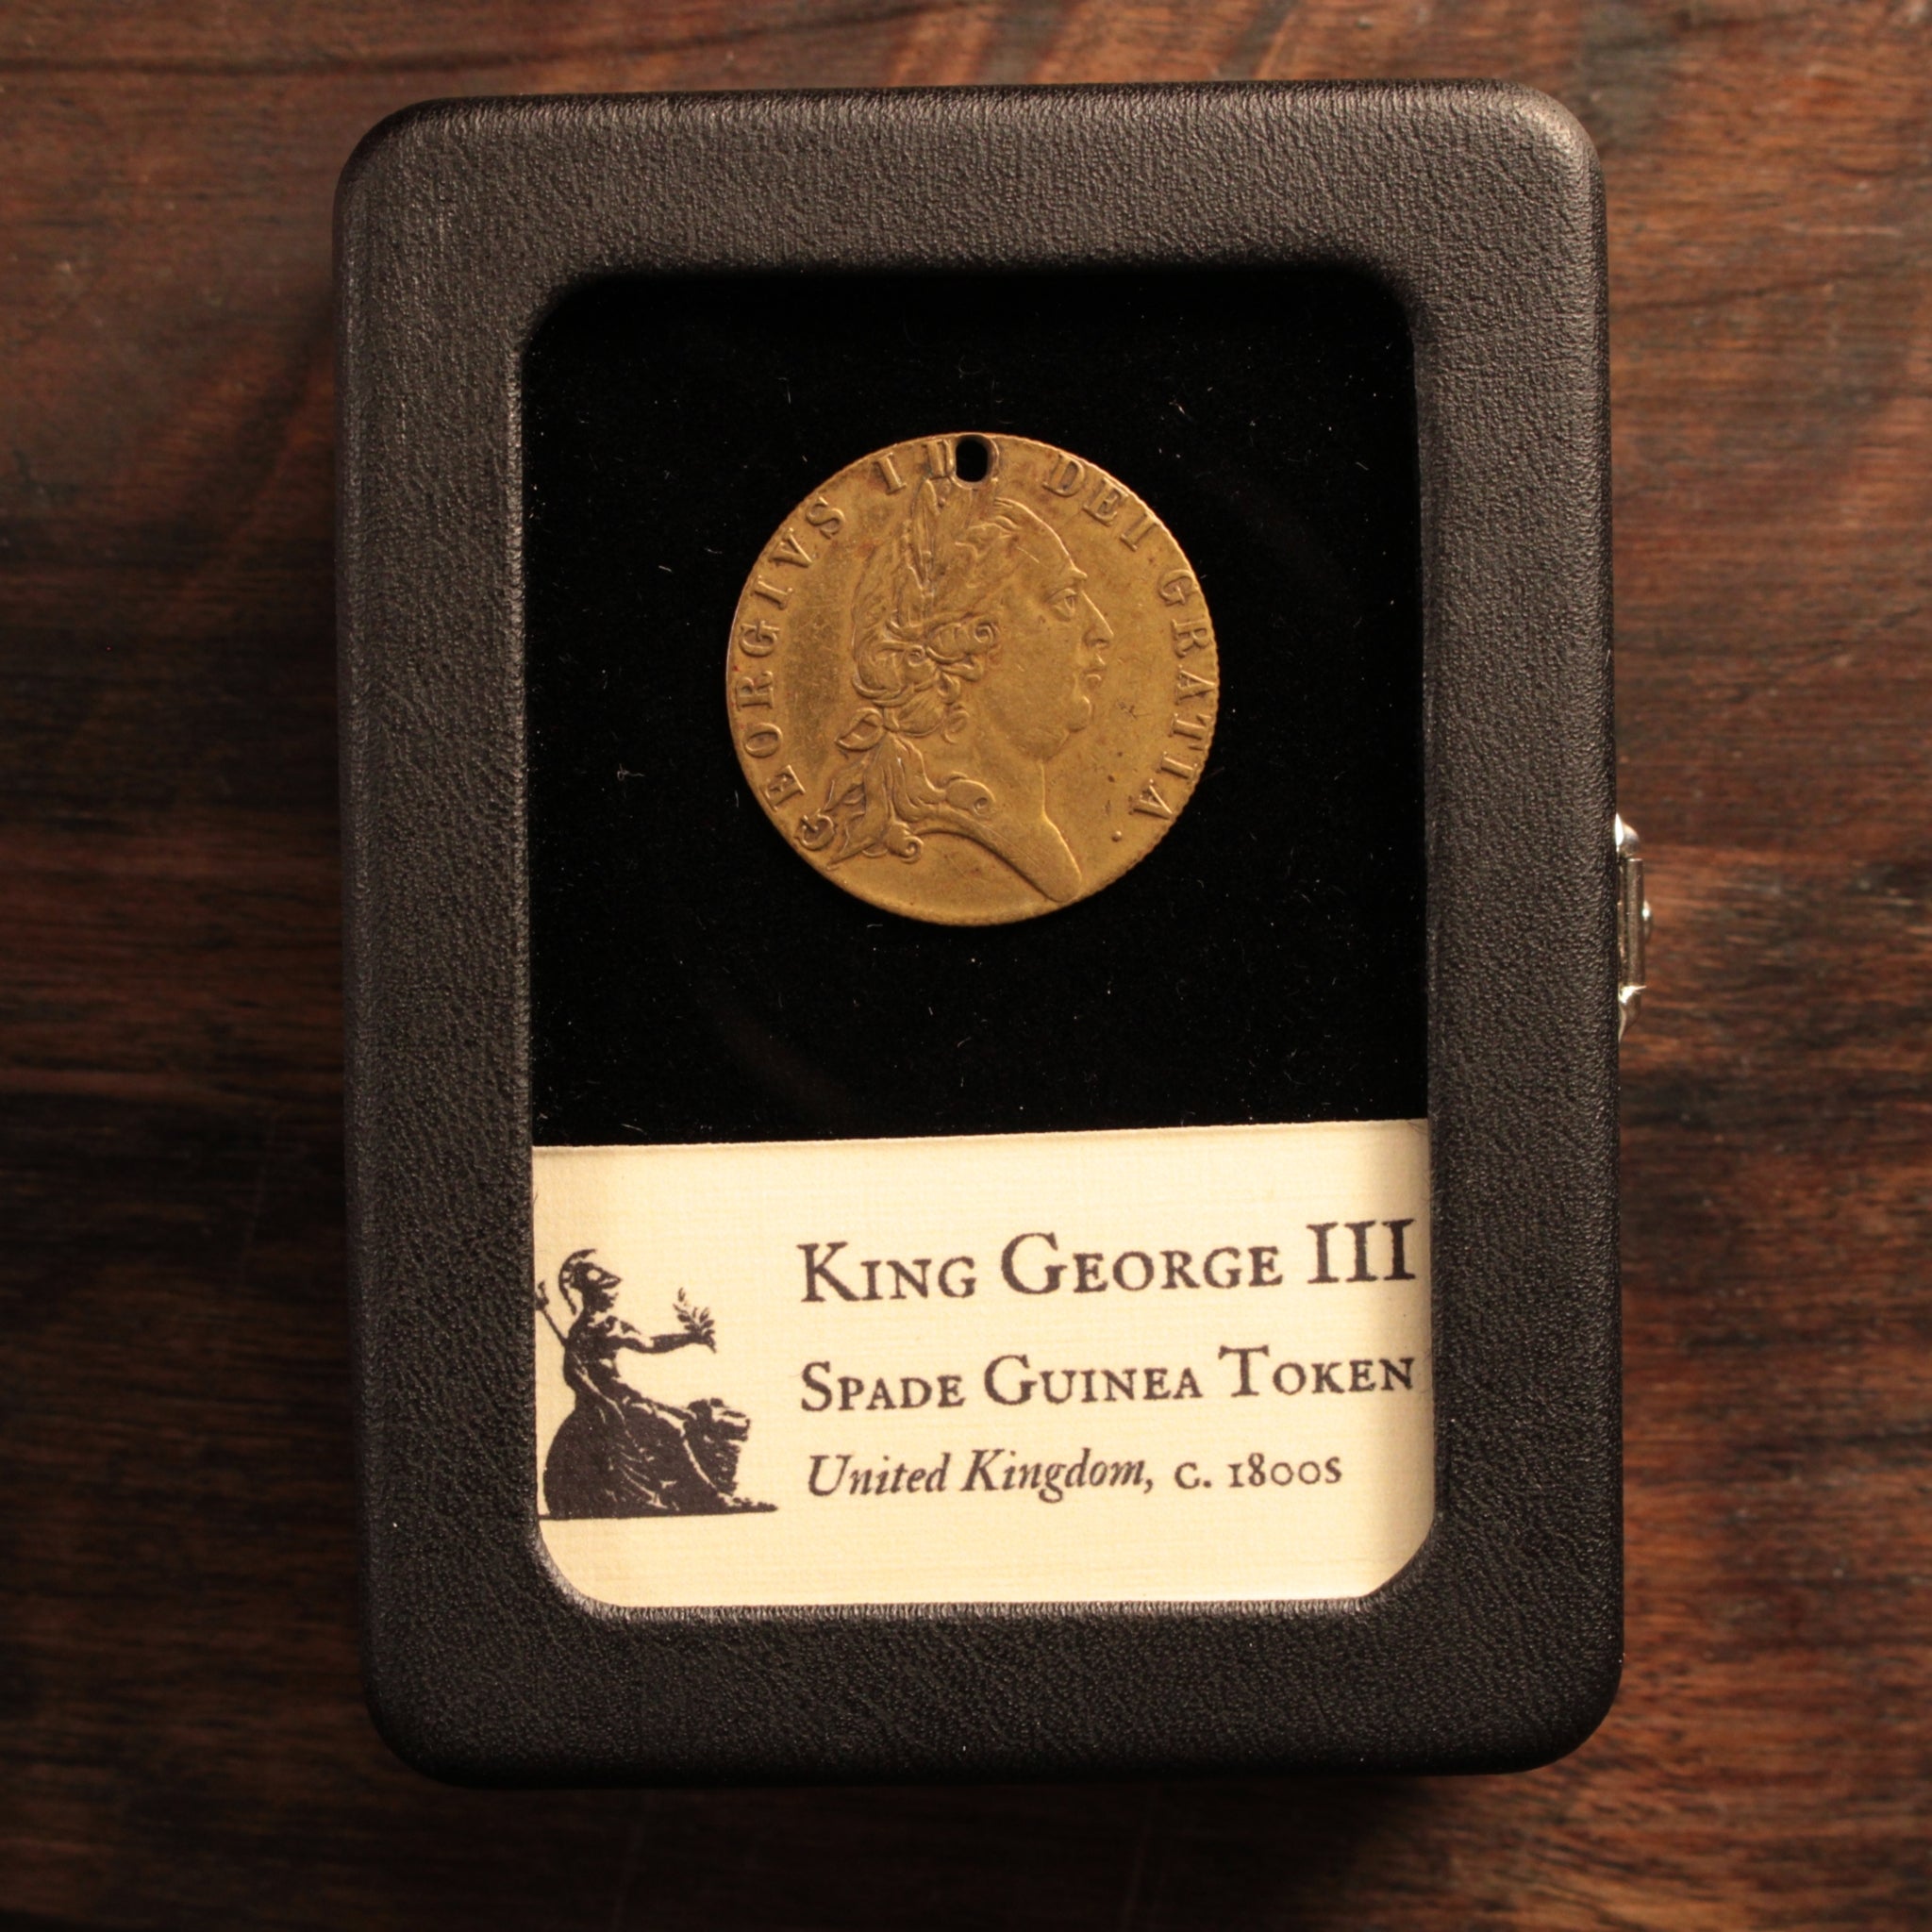 GEORGIVS III DEI·GRATIA.
King George III
Spade Guinea Token
United Kingdom, c. 1800s